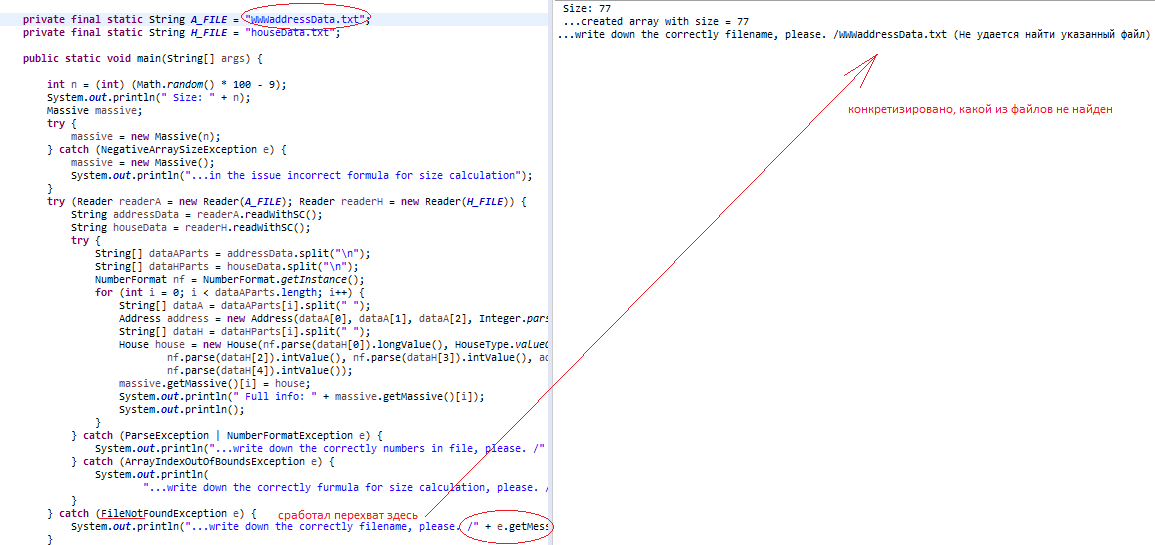 private final static String A_FILE = "WWWaddressData.txt";
private final static String H_FILE = "houseData.txt";
public static void main(String[] args) {
int n = (int) (Math.random() * 100 - 9);
System.out.println(" Size: " + n);
Massive massive;
try {
massive = new Massive(n);
} catch (NegativeArraySizeException e) {
massive = new Massive();
System.out.println("...in the issue incorrect formula for size calculation");
}
try (Reader readerA = new Reader(A_FILE); Reader readerH = new Reader(H_FILE)) {
String addressData = readerA.readWithSC();
String houseData = readerH.readWithSC();
try {
String[] dataAParts = addressData.split("\n");
String[] dataHParts = houseData.split("\n");
NumberFormat nf = NumberFormat.getInstance();
for (int i = 0; i < dataAParts.length; i++) {
String[] dataA = dataAParts[i].split(" ");
Address address = new Address(dataA[0], dataA[1], dataA[2], Integer.pars
String[] dataH = dataHParts[i].split(" ");
House house = new House(nf.parse(dataH[0]).longValue(), HouseType.valueO
nf.parse(dataH[2]).intValue(), nf.parse(dataH[3]).intValue(), ad
nf.parse(dataH[4]).intValue());
massive.getMassive()[i] = house;
System.out.println(" Full info: " + massive.getMassive()[i]);
System.out.println();
}
} catch (ParseException | NumberFormatException e) {
System.out.println("...write down the correctly numbers in file, please. /"
} catch (ArrayIndexOutOfBoundsException e) {
System.out.println(
"...write down the correctly furmula for size calculation, please. /
}
} catch (FileNotFoundException e) {
сработал перехват здесь
System.out.println("...write down the correctly filename, please. /" + e.getMess
}
Size: 77
...created array with size = 77
...write down the correctly filename, please. /WWWaddressData.txt (Не удается найти указанный файл)
конкретизировано, какой из файлов не найден